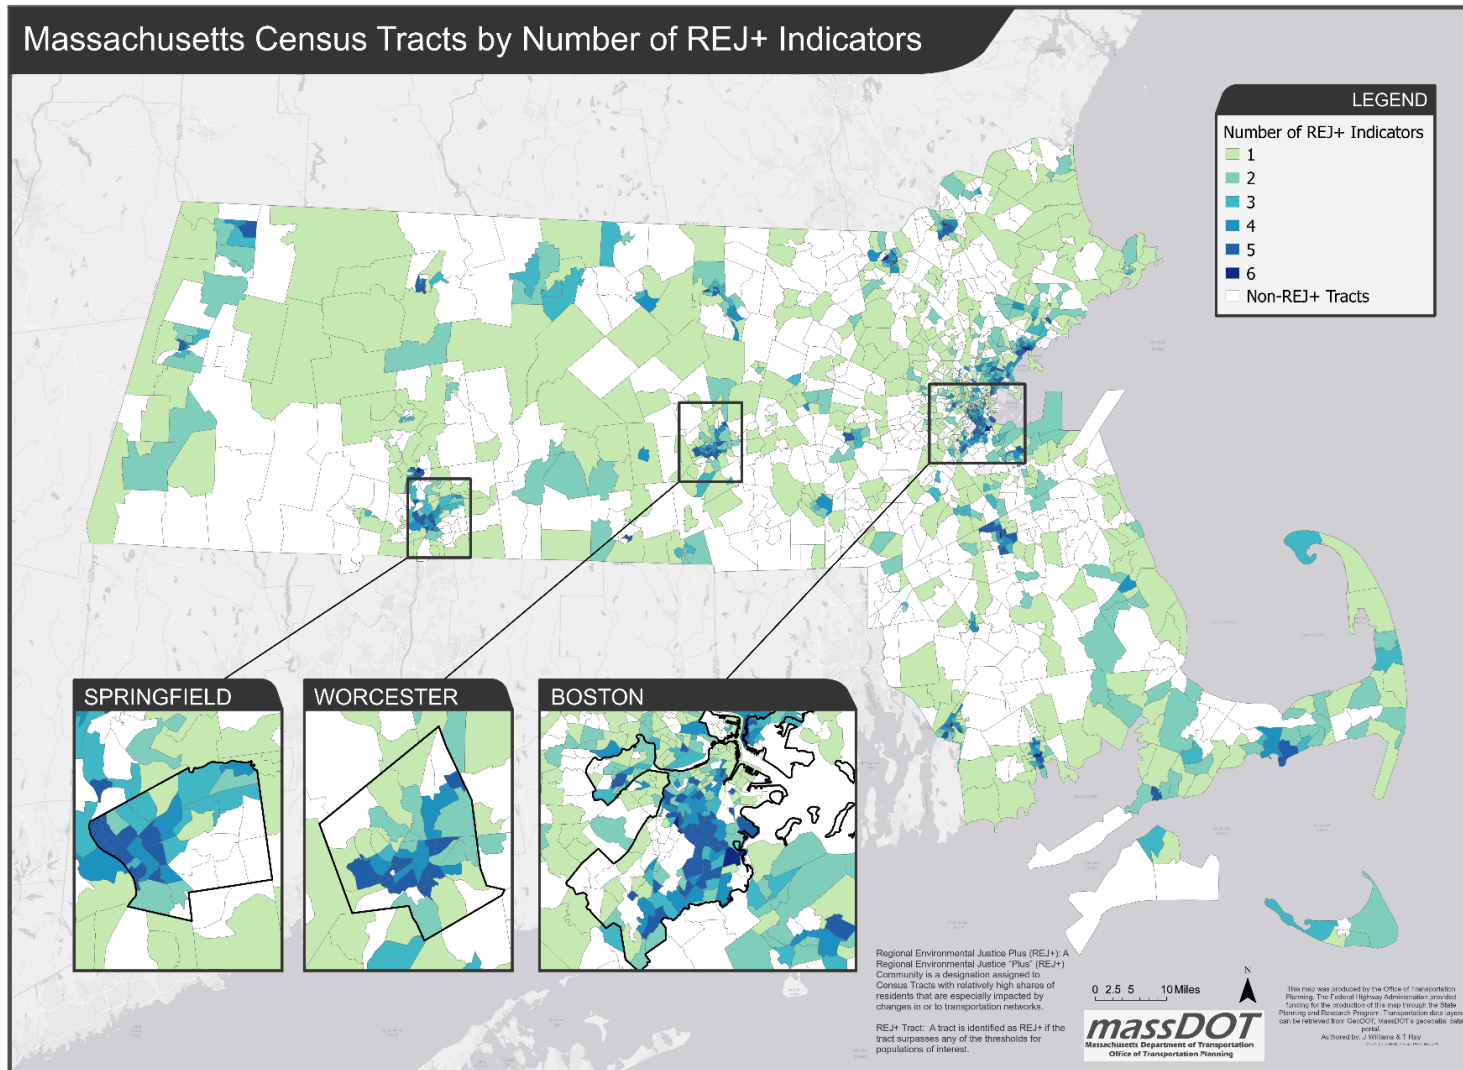 Massachusetts Census Tracts by Number of REJ+ Indicators
LEGEND
Number of REJ+ Indicators
1
2
3
4
5
6
Non-REJ+ Tracts
SPRINGFIELD
WORCESTER
BOSTON
Regional Environmental Justice Plus (REJ+): A
Regional Environmental Justice "Plus" (REJ+)
Community is a designation assigned to
Census Tracts with relatively high shares of
residents that are especially impacted by
changes in or to transportation networks.
REJ+ Tract: A tract is identified as REJ+ if the
tract surpasses any of the thresholds for
populations of interest.
0 2.5 5 10 Miles
N
massDOT
Massachusetts Department of Transportation
Office of Transportation Planning
This map was produced by the Office of Transportation
Planning. The Federal Highway Administration provided
funding for the production of this map through the State
Planning and Research Program. Transportation data layers
can be retrieved from GeoDOT, MassDOT's geospatial data
portal.
Authored by: J Williams & T Ray